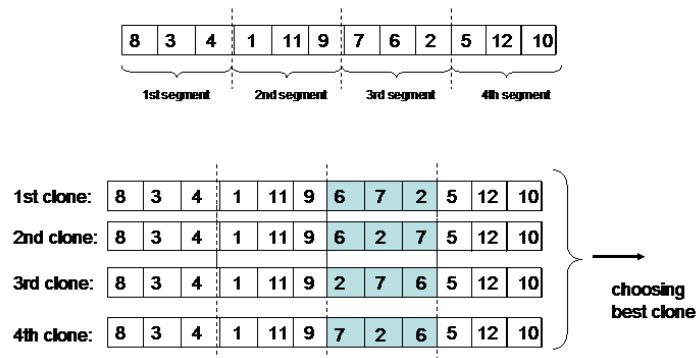 8 3 4 1 11 9 7 6 2 5 12 10
1st segment 2nd segment 3rd segment 4th segment
1st clone: 8 3 4 1 11 9 6 7 2 5 12 10
2nd clone: 8 3 4 1 11 9 6 2 7 5 12 10
3rd clone: 8 3 4 1 11 9 2 7 6 5 12 10
4th clone: 8 3 4 1 11 9 7 2 6 5 12 10
choosing
best clone